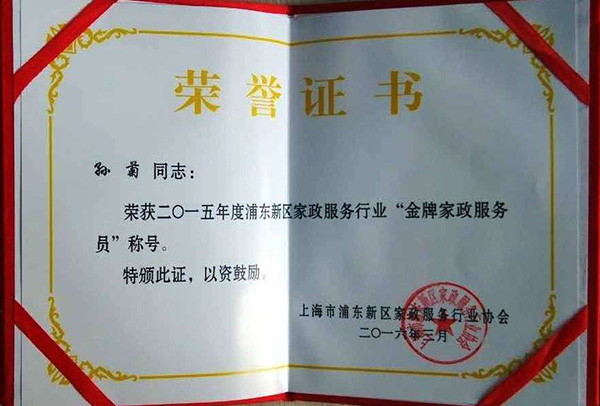 荣誉证书
孙菊 同志：
荣获二〇一五年度浦东新区家政服务行业“金牌家政服务
员”称号。
特颁此证，以资鼓励。
上海市浦东新区家政服务行业协会
二〇一六年三月